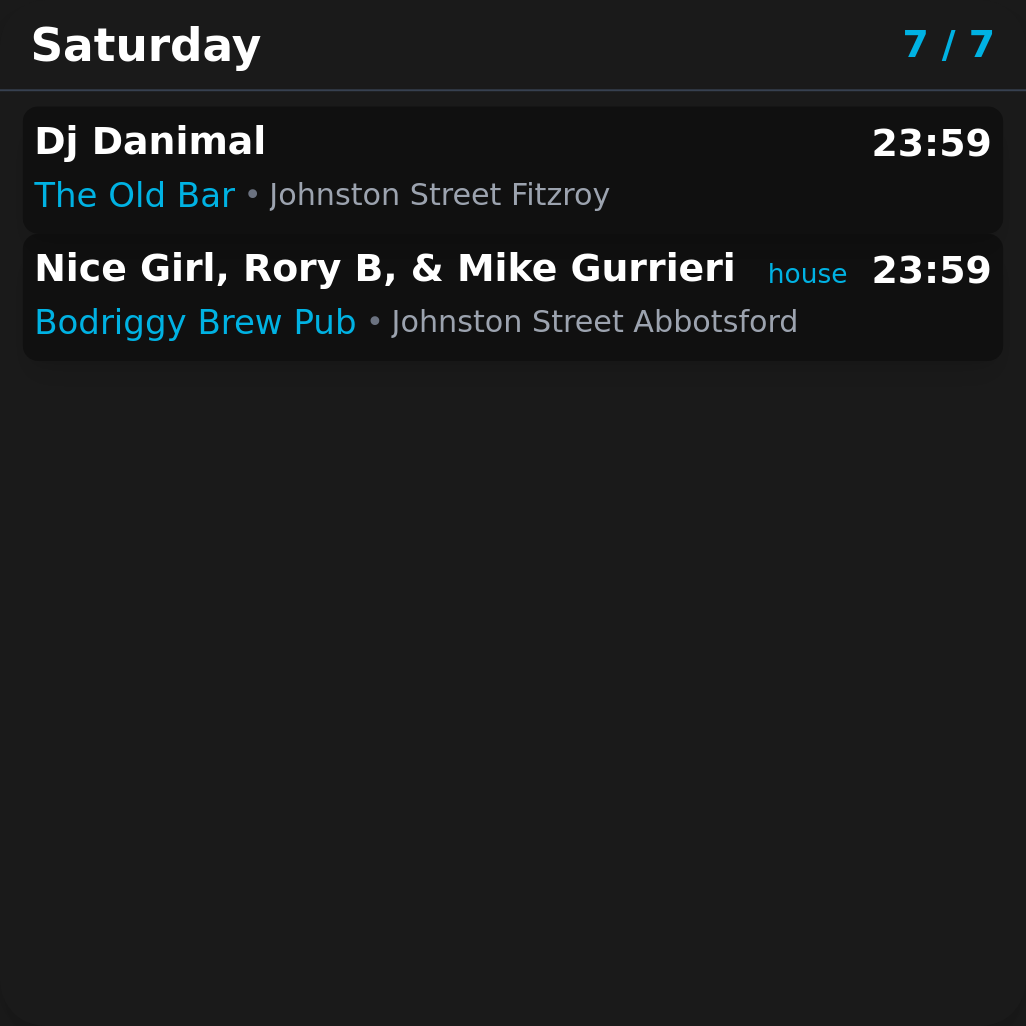 Saturday 7 / 7
Dj Danimal 23:59
The Old Bar • Johnston Street Fitzroy
Nice Girl, Rory B, & Mike Gurrieri house 23:59
Bodriggy Brew Pub • Johnston Street Abbotsford